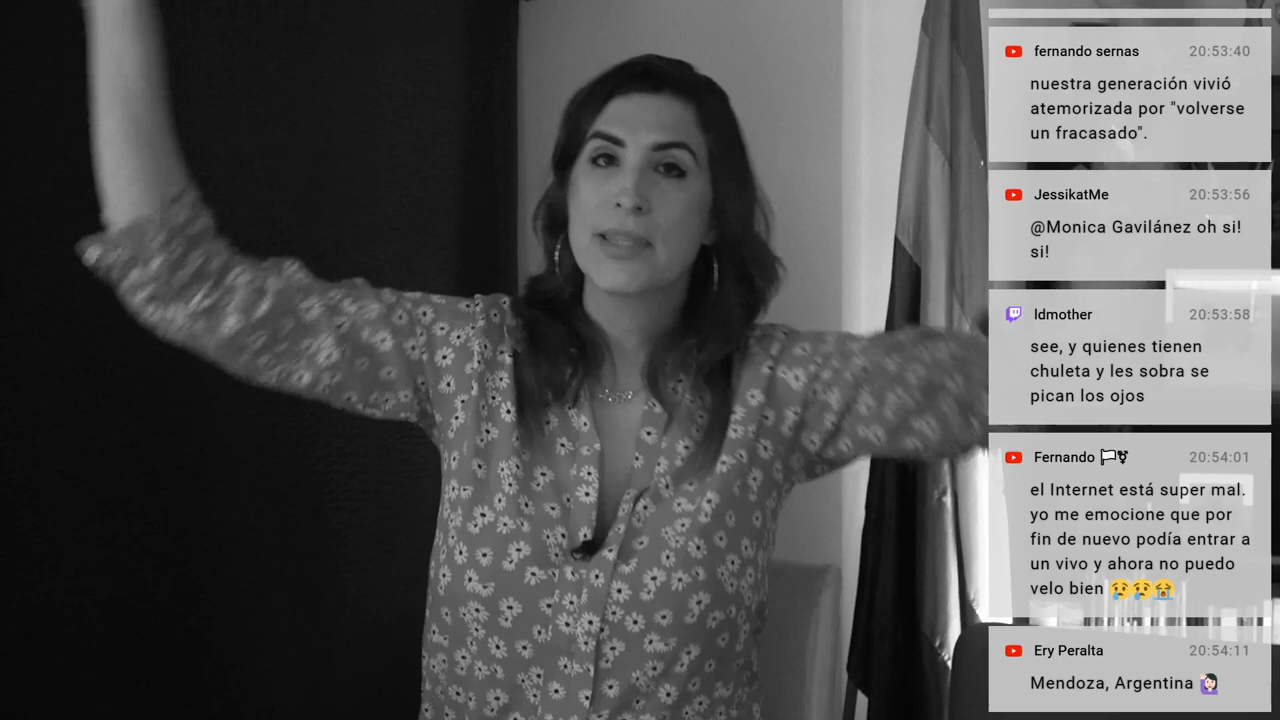 fernando sernas 20:53:40
nuestra generación vivió
atemorizada por "volverse
un fracasado".
JessikatMe 20:53:56
@Monica Gavilánez oh si!
si!
ldmother 20:53:58
see, y quienes tienen
chuleta y les sobra se
pican los ojos
Fernando 🏳️⚧ 20:54:01
el Internet está super mal.
yo me emocione que por
fin de nuevo podía entrar a
un vivo y ahora no puedo
velo bien 😢😢😭
Ery Peralta 20:54:11
Mendoza, Argentina 🙋🏻‍♀️